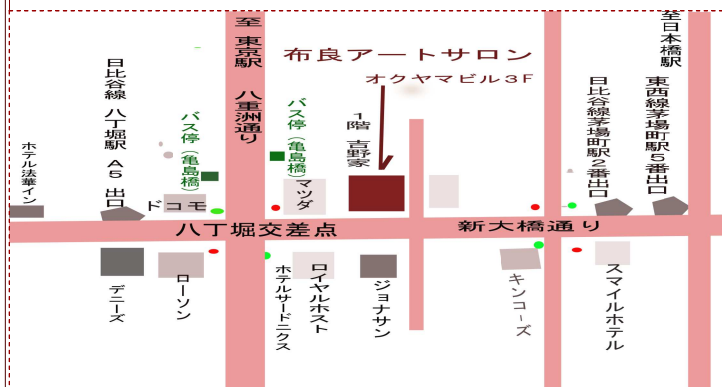 至 東京駅 八重洲通り
布良アートサロン
オクヤマビル3F
至日本橋駅
日比谷線 八丁堀駅 A5 出口
バス停（亀島橋）
バス停（亀島橋）
1階 吉野家
日比谷線茅場町駅2番出口
東西線茅場町駅5番出口
ホテル法華イン
ドコモ
マツダ
八丁堀交差点
新大橋通り
デニーズ
ローソン
ホテルサードニクス
ロイヤルホスト
ジョナサン
キンコーズ
スマイルホテル